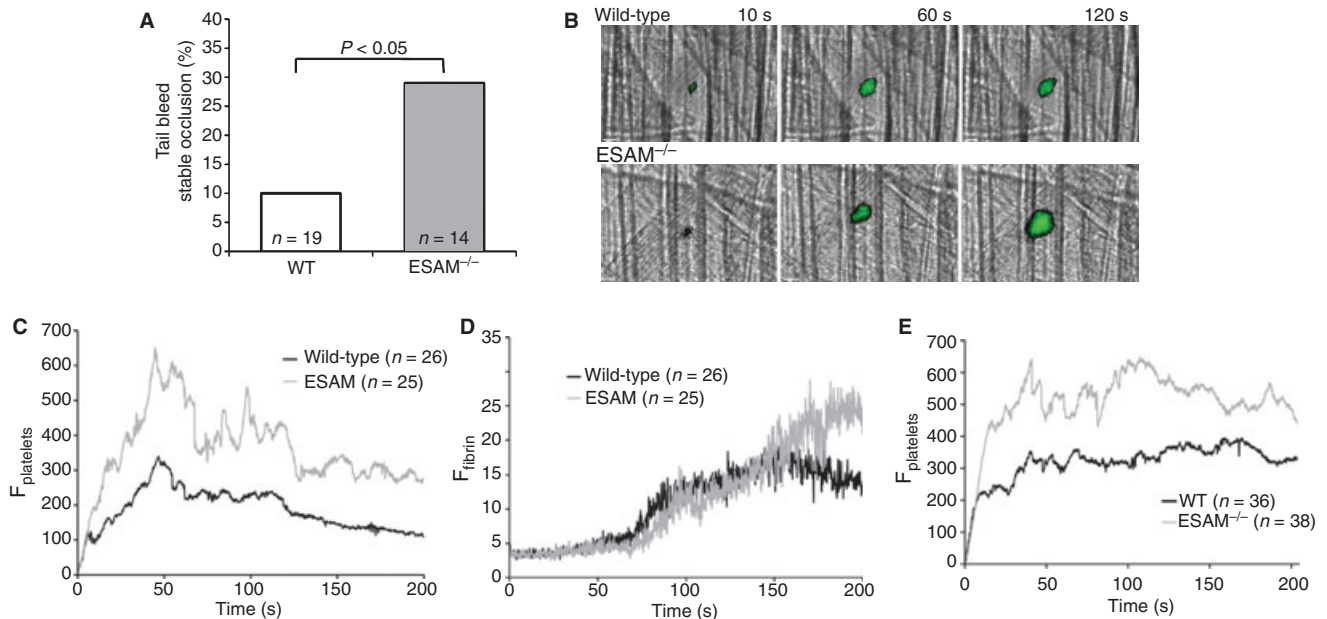 A
Tail bleed
stable occlusion (%)
40
35
30
25
20
15
10
5
0
P < 0.05
n = 19
n = 14
WT
ESAM–/–
B
Wild-type 10 s 60 s 120 s
ESAM–/–
C
Fplatelets
700
600
500
400
300
200
100
0
Wild-type (n = 26)
ESAM (n = 25)
0 50 100 150 200
Time (s)
D
Ffibrin
35
25
20
15
10
5
0
Wild-type (n = 26)
ESAM (n = 25)
0 50 100 150 200
Time (s)
E
Fplatelets
700
600
500
400
300
200
100
0
WT (n = 36)
ESAM–/– (n = 38)
0 50 100 150 200
Time (s)